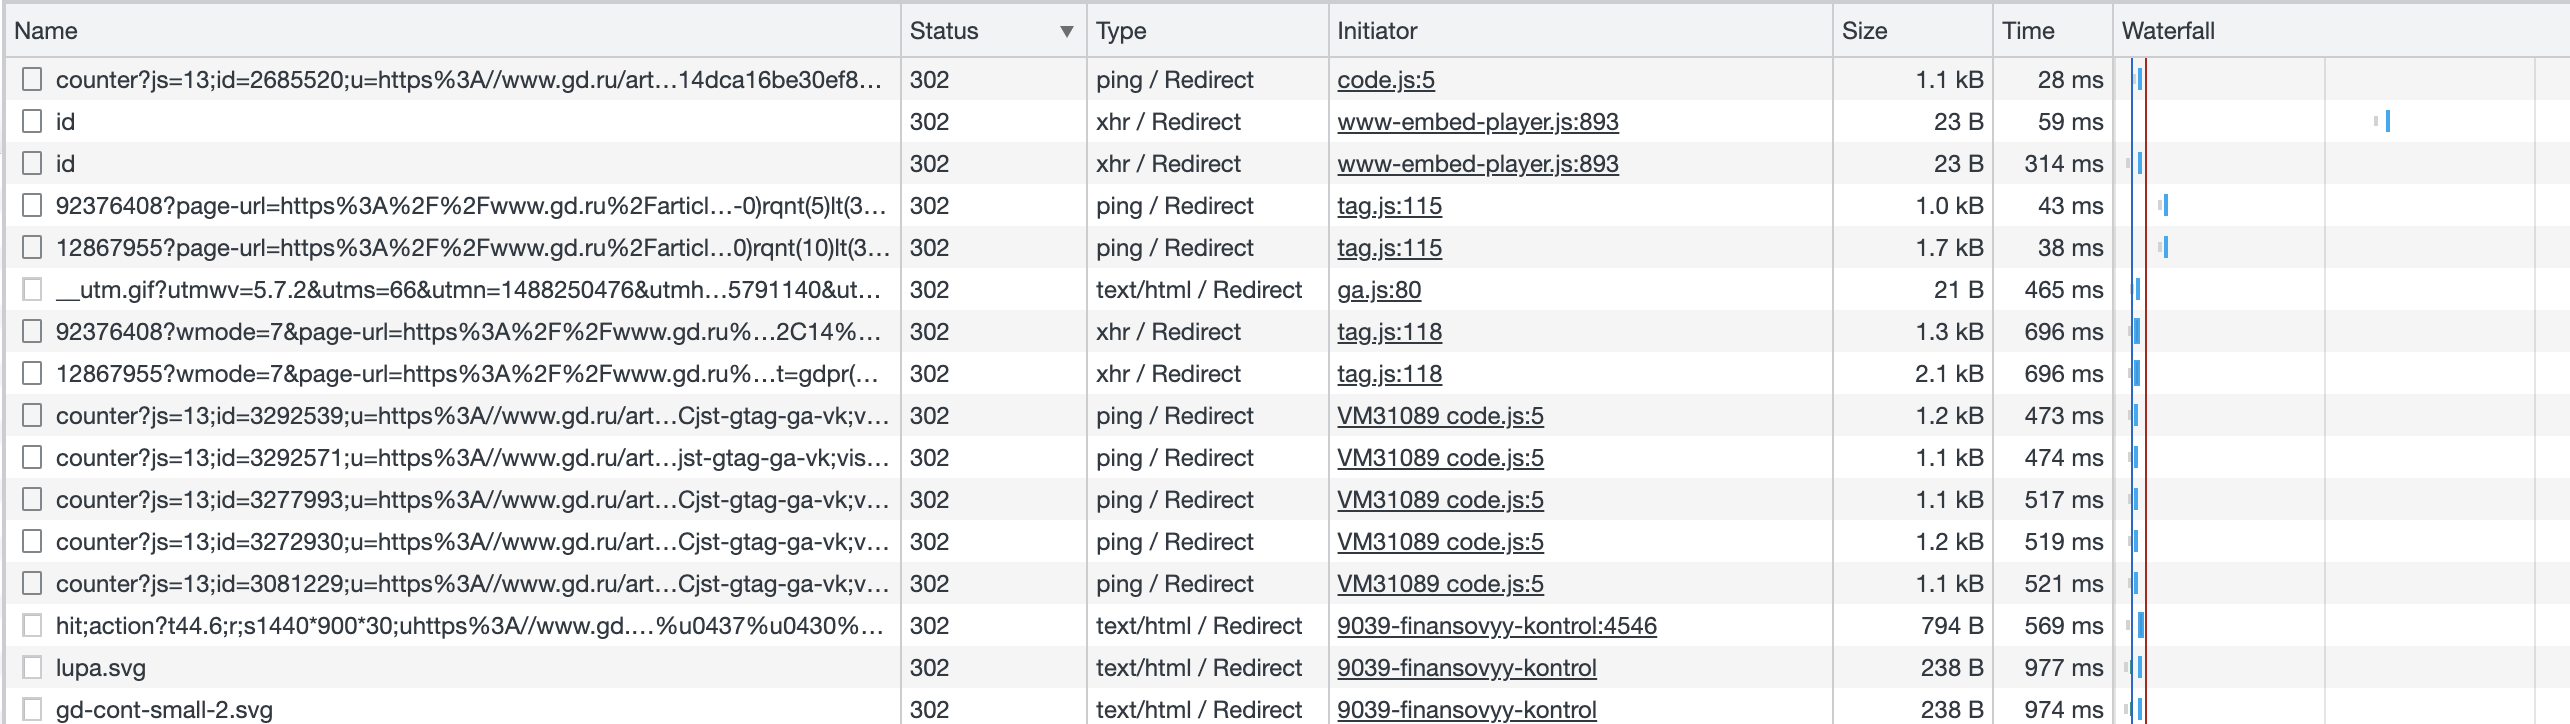 Name Status ▼ Type Initiator Size Time Waterfall
counter?js=13;id=2685520;u=https%3A//www.gd.ru/art…14dca16be30ef8… 302 ping / Redirect code.js:5 1.1 kB 28 ms
id 302 xhr / Redirect www-embed-player.js:893 23 B 59 ms
id 302 xhr / Redirect www-embed-player.js:893 23 B 314 ms
92376408?page-url=https%3A%2F%2Fwww.gd.ru%2Farticl…-0)rqnt(5)lt(3… 302 ping / Redirect tag.js:115 1.0 kB 43 ms
12867955?page-url=https%3A%2F%2Fwww.gd.ru%2Farticl…0)rqnt(10)lt(3… 302 ping / Redirect tag.js:115 1.7 kB 38 ms
__utm.gif?utmwv=5.7.2&utms=66&utmn=1488250476&utmh…5791140&ut… 302 text/html / Redirect ga.js:80 21 B 465 ms
92376408?wmode=7&page-url=https%3A%2F%2Fwww.gd.ru%…2C14%… 302 xhr / Redirect tag.js:118 1.3 kB 696 ms
12867955?wmode=7&page-url=https%3A%2F%2Fwww.gd.ru%…t=gdpr(… 302 xhr / Redirect tag.js:118 2.1 kB 696 ms
counter?js=13;id=3292539;u=https%3A//www.gd.ru/art…Cjst-gtag-ga-vk;v… 302 ping / Redirect VM31089 code.js:5 1.2 kB 473 ms
counter?js=13;id=3292571;u=https%3A//www.gd.ru/art…jst-gtag-ga-vk;vis… 302 ping / Redirect VM31089 code.js:5 1.1 kB 474 ms
counter?js=13;id=3277993;u=https%3A//www.gd.ru/art…Cjst-gtag-ga-vk;v… 302 ping / Redirect VM31089 code.js:5 1.1 kB 517 ms
counter?js=13;id=3272930;u=https%3A//www.gd.ru/art…Cjst-gtag-ga-vk;v… 302 ping / Redirect VM31089 code.js:5 1.2 kB 519 ms
counter?js=13;id=3081229;u=https%3A//www.gd.ru/art…Cjst-gtag-ga-vk;v… 302 ping / Redirect VM31089 code.js:5 1.1 kB 521 ms
hit;action?t44.6;r;s1440*900*30;uhttps%3A//www.gd.…%u0437%u0430%… 302 text/html / Redirect 9039-finansovyy-kontrol:4546 794 B 569 ms
lupa.svg 302 text/html / Redirect 9039-finansovyy-kontrol 238 B 977 ms
gd-cont-small-2.svg 302 text/html / Redirect 9039-finansovyy-kontrol 238 B 974 ms